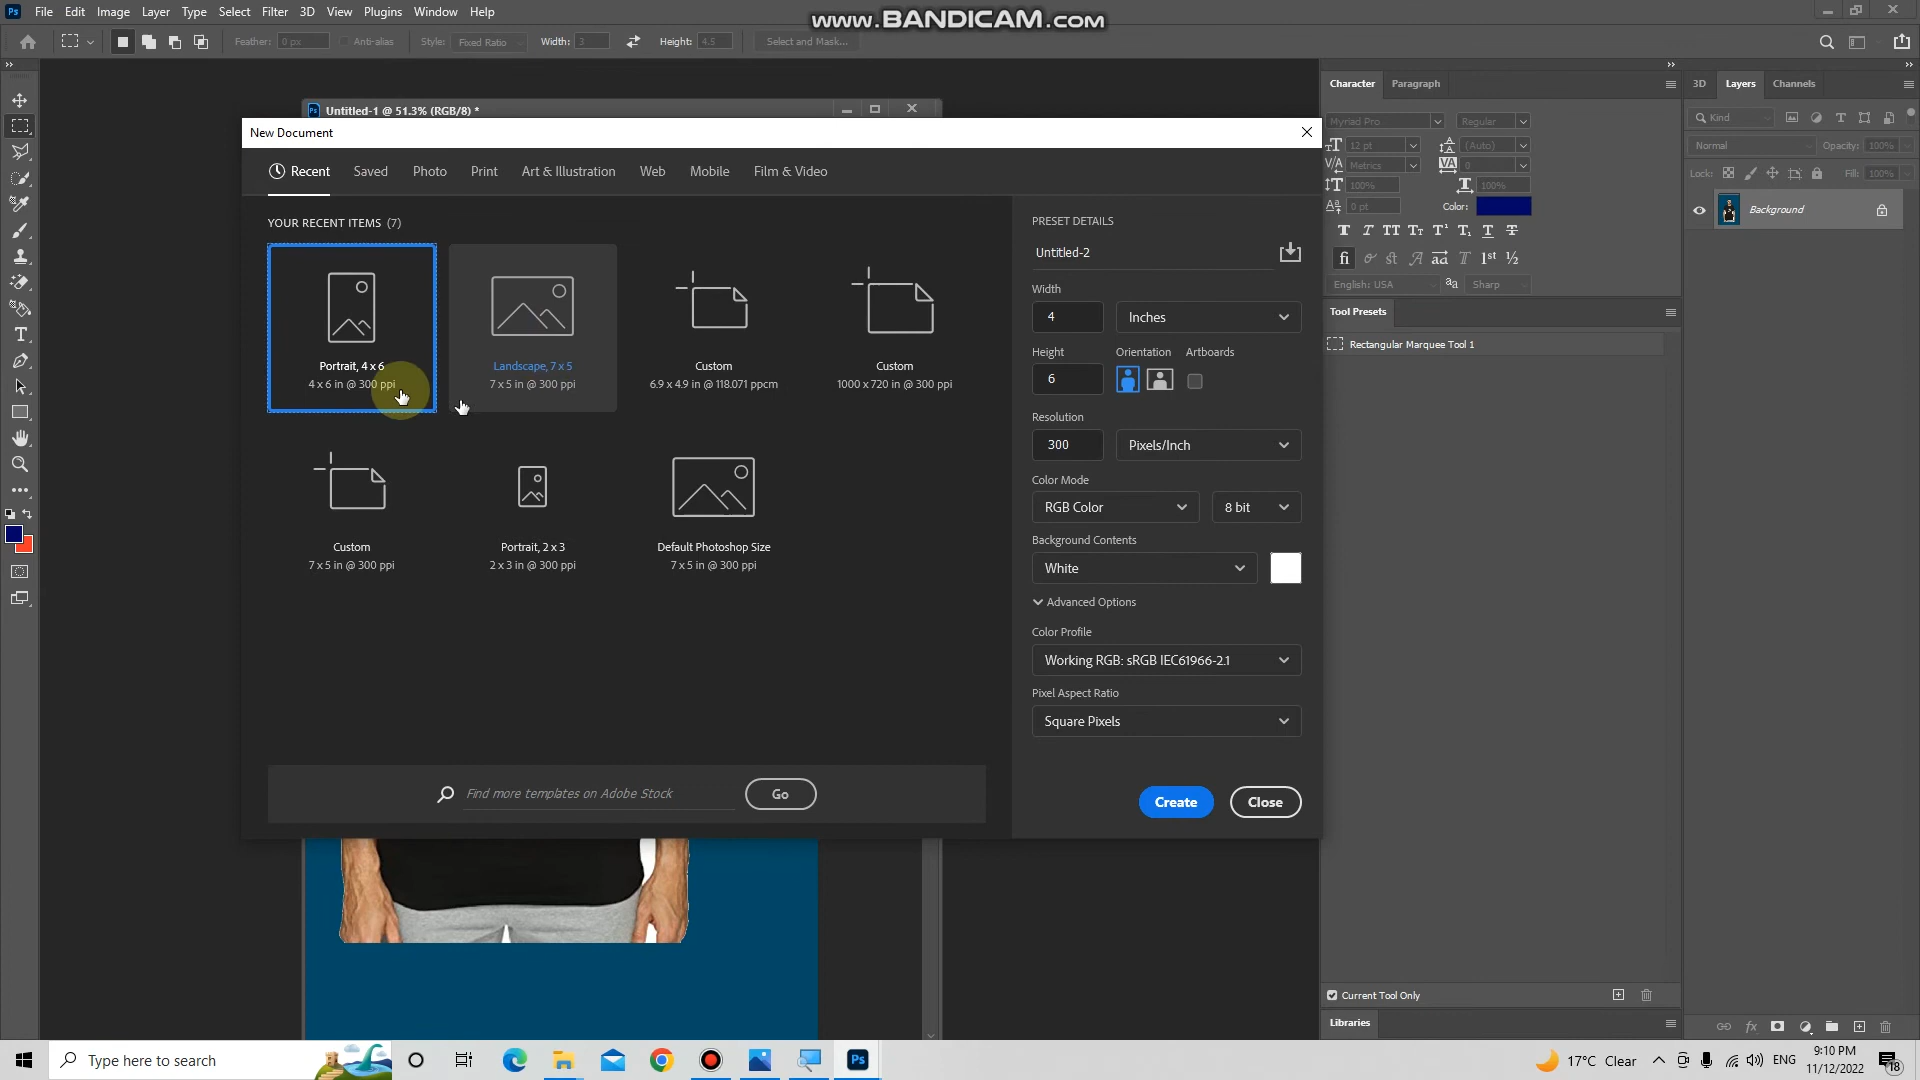 Ps File Edit Image Layer Type Select Filter 3D View Plugins Window Help
www.BANDICAM.com
Feather: 0 px Anti-alias Style: Fixed Ratio Width: 3 Height: 4.5 Select and Mask...
Untitled-1 @ 51.3% (RGB/8) *
New Document
Recent Saved Photo Print Art & Illustration Web Mobile Film & Video
YOUR RECENT ITEMS (7)
Portrait, 4 x 6
4 x 6 in @ 300 ppi
Landscape, 7 x 5
7 x 5 in @ 300 ppi
Custom
6.9 x 4.9 in @ 118.071 ppcm
Custom
1000 x 720 in @ 300 ppi
Custom
7 x 5 in @ 300 ppi
Portrait, 2 x 3
2 x 3 in @ 300 ppi
Default Photoshop Size
7 x 5 in @ 300 ppi
Find more templates on Adobe Stock
Go
PRESET DETAILS
Untitled-2
Width
4 Inches
Height Orientation Artboards
6
Resolution
300 Pixels/Inch
Color Mode
RGB Color 8 bit
Background Contents
White
Advanced Options
Color Profile
Working RGB: sRGB IEC61966-2.1
Pixel Aspect Ratio
Square Pixels
Create Close
Character Paragraph
Myriad Pro Regular
12 pt (Auto)
Metrics 0
100% 100%
0 pt Color:
English: USA Sharp
Tool Presets
Rectangular Marquee Tool 1
Current Tool Only
Libraries
3D Layers Channels
Kind
Normal Opacity: 100%
Lock: Fill: 100%
Background
Type here to search
17°C Clear
ENG
9:10 PM
11/12/2022
18